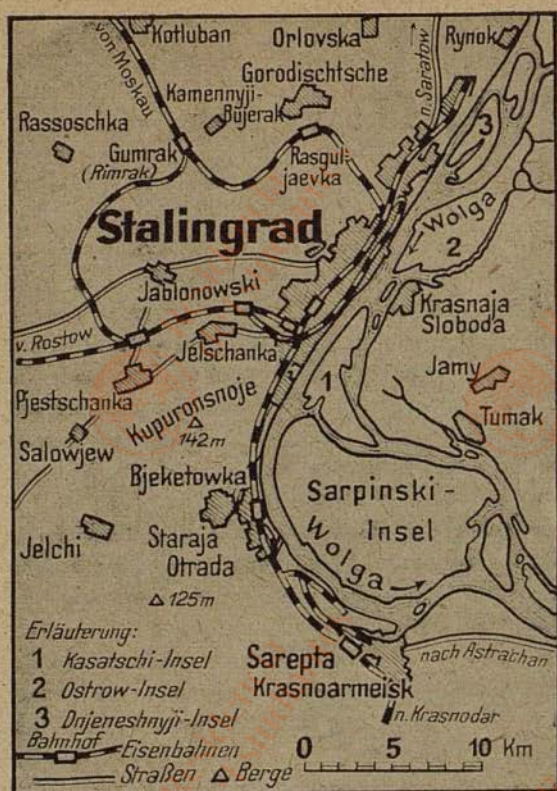 Kotluban
Orlovska
Rynok
von Moskau
Gorodischtsche
n. Saratow
Kamennyji-
Bujerak
Rassoschka
Gumrak
(Rimrak)
Rasgul-
jaevka
3
Stalingrad
Wolga
2
Jablonowski
Krasnaja
Sloboda
v. Rostow
Jelschanka
Jamy
1
Pjestschanka
Kupuronsnoje
142m
Tumak
Salowjew
Bjeketowka
Sarpinski-
Insel
Jelchi
Staraja
Otrada
Wolga
125m
Erläuterung:
1 Kasatschi-Insel
2 Ostrow-Insel
3 Dnjeneshnyji-Insel
Sarepta
Krasnoarmeisk
nach Astrachan
n. Krasnodar
Bahnhof
Eisenbahnen
Straßen △ Berge
0 5 10 Km